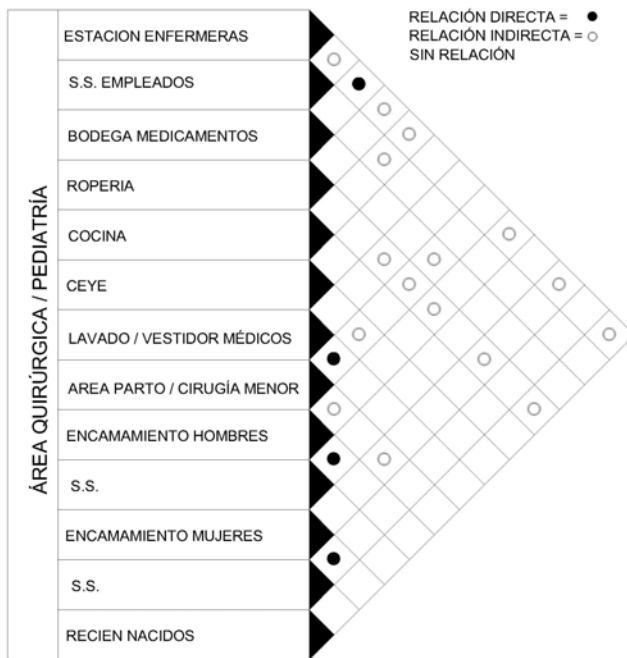 RELACIÓN DIRECTA =
RELACIÓN INDIRECTA =
SIN RELACIÓN
ÁREA QUIRÚRGICA / PEDIATRÍA
ESTACION ENFERMERAS
S.S. EMPLEADOS
BODEGA MEDICAMENTOS
ROPERIA
COCINA
CEYE
LAVADO / VESTIDOR MÉDICOS
AREA PARTO / CIRUGÍA MENOR
ENCAMAMIENTO HOMBRES
S.S.
ENCAMAMIENTO MUJERES
S.S.
RECIEN NACIDOS